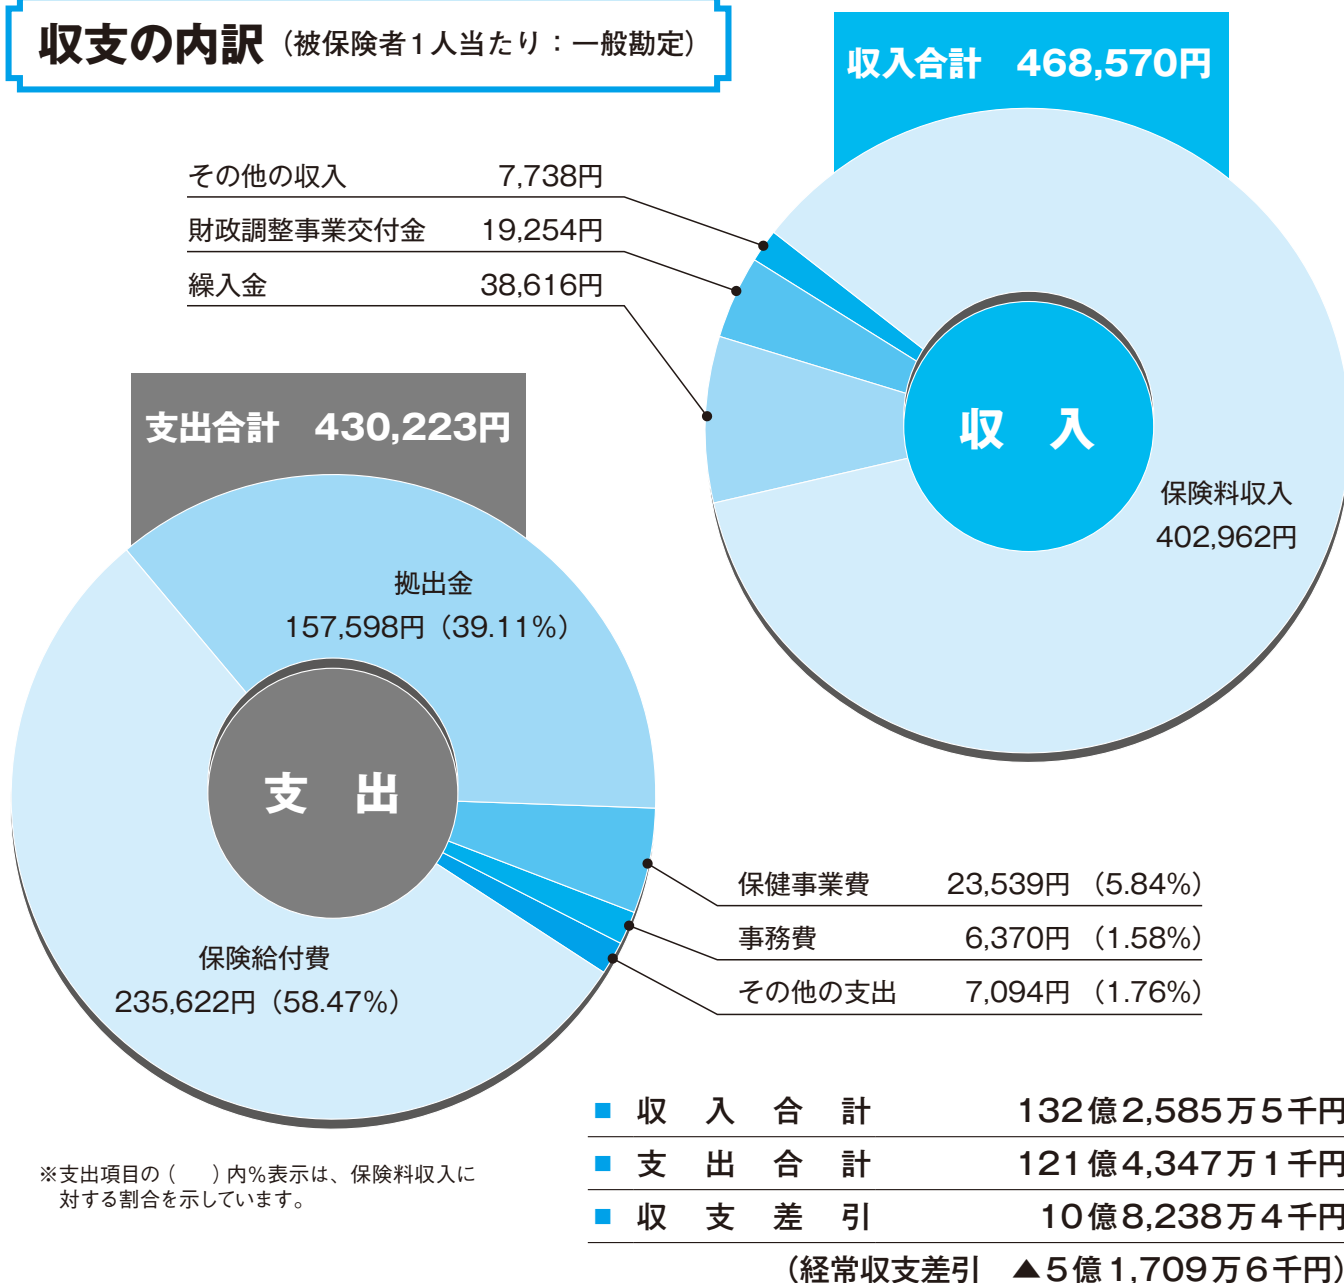 収支の内訳（被保険者1人当たり：一般勘定）
収入合計　468,570円
その他の収入　7,738円
財政調整事業交付金　19,254円
繰入金　38,616円
収　入
保険料収入
402,962円
支出合計　430,223円
拠出金
157,598円（39.11%）
支　出
保険給付費
235,622円（58.47%）
保健事業費　23,539円（5.84%）
事務費　6,370円（1.58%）
その他の支出　7,094円（1.76%）
※支出項目の（　）内%表示は、保険料収入に
対する割合を示しています。
■ 収入合計　132億2,585万5千円
■ 支出合計　121億4,347万1千円
■ 収支差引　10億8,238万4千円
（経常収支差引　▲5億1,709万6千円）